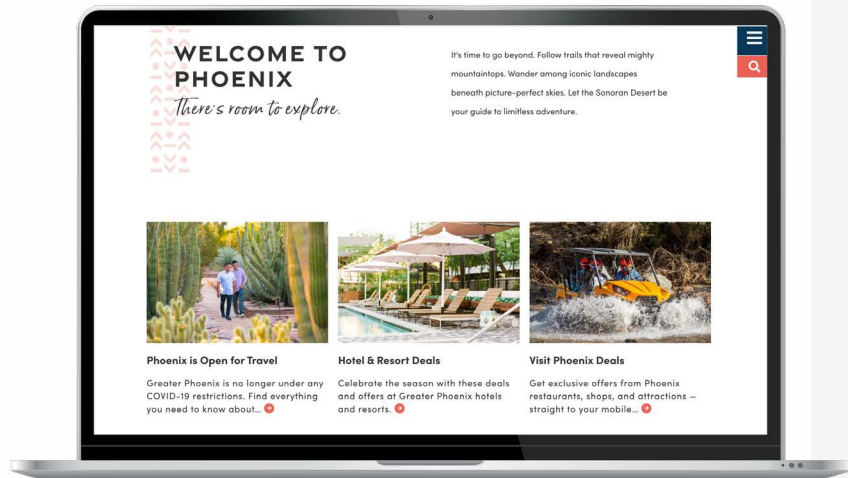 WELCOME TO
PHOENIX
There's room to explore.
It's time to go beyond. Follow trails that reveal mighty
mountaintops. Wander among iconic landscapes
beneath picture-perfect skies. Let the Sonoran Desert be
your guide to limitless adventure.
Phoenix is Open for Travel
Greater Phoenix is no longer under any
COVID-19 restrictions. Find everything
you need to know about...
Hotel & Resort Deals
Celebrate the season with these deals
and offers at Greater Phoenix hotels
and resorts.
Visit Phoenix Deals
Get exclusive offers from Phoenix
restaurants, shops, and attractions —
straight to your mobile...